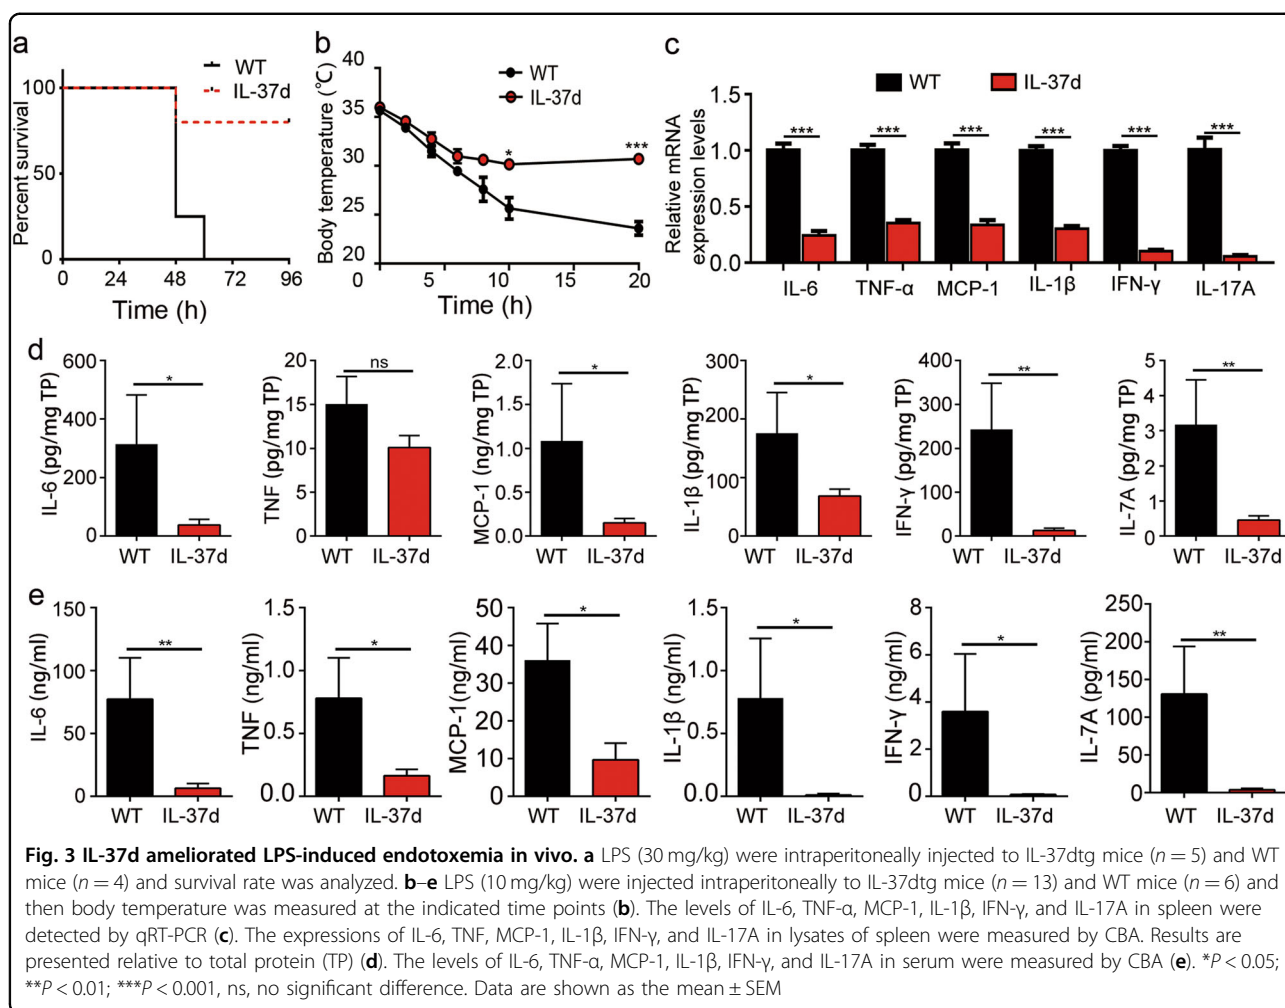 a
WT
IL-37d
Percent survival
100
50
0
0 24 48 72 96
Time (h)
b
WT
IL-37d
Body temperature (℃)
40
35
30
25
20
* ***
0 5 10 15 20
Time (h)
c
WT IL-37d
Relative mRNA
expression levels
1.5
1.0
0.5
0.0
*** *** *** *** *** ***
IL-6 TNF-α MCP-1 IL-1β IFN-γ IL-17A
d
IL-6 (pg/mg TP)
600
400
200
0
*
WT IL-37d
TNF (pg/mg TP)
20
15
10
5
0
ns
WT IL-37d
MCP-1 (ng/mg TP)
2.0
1.5
1.0
0.5
0.0
*
WT IL-37d
IL-1β (pg/mg TP)
300
200
100
0
*
WT IL-37d
IFN-γ (pg/mg TP)
400
300
200
100
0
**
WT IL-37d
IL-7A (pg/mg TP)
5
4
3
2
1
0
**
WT IL-37d
e
IL-6 (ng/ml)
150
100
50
0
**
WT IL-37d
TNF (ng/ml)
1.5
1.0
0.5
0.0
*
WT IL-37d
MCP-1(ng/ml)
50
40
30
20
10
0
*
WT IL-37d
IL-1β (ng/ml)
1.5
1.0
0.5
0.0
*
WT IL-37d
IFN-γ (ng/ml)
8
6
4
2
0
*
WT IL-37d
IL-7A (pg/ml)
250
200
150
100
50
0
**
WT IL-37d
Fig. 3 IL-37d ameliorated LPS-induced endotoxemia in vivo. a LPS (30 mg/kg) were intraperitoneally injected to IL-37dtg mice (n = 5) and WT
mice (n = 4) and survival rate was analyzed. b–e LPS (10 mg/kg) were injected intraperitoneally to IL-37dtg mice (n = 13) and WT mice (n = 6) and
then body temperature was measured at the indicated time points (b). The levels of IL-6, TNF-α, MCP-1, IL-1β, IFN-γ, and IL-17A in spleen were
detected by qRT-PCR (c). The expressions of IL-6, TNF, MCP-1, IL-1β, IFN-γ, and IL-17A in lysates of spleen were measured by CBA. Results are
presented relative to total protein (TP) (d). The levels of IL-6, TNF-α, MCP-1, IL-1β, IFN-γ, and IL-17A in serum were measured by CBA (e). *P < 0.05;
**P < 0.01; ***P < 0.001, ns, no significant difference. Data are shown as the mean ± SEM